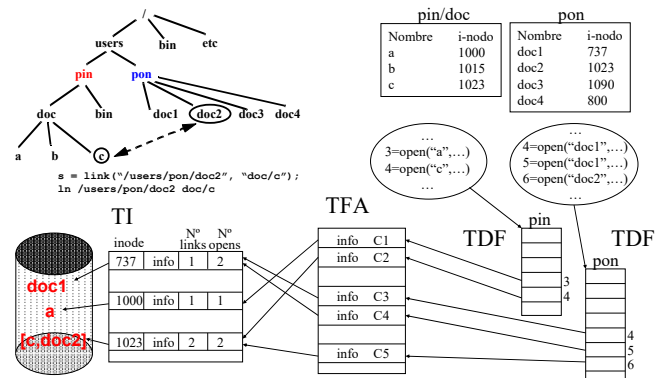 /
users bin etc
pin pon
doc bin doc1 doc2 doc3 doc4
a b c
s = link("/users/pon/doc2", "doc/c");
ln /users/pon/doc2 doc/c
pin/doc
Nombre i-node
a 1000
b 1015
c 1023
pon
Nombre i-node
doc1 737
doc2 1023
doc3 1090
doc4 800
...
3=open("a",...)
4=open("c",...)
...
...
4=open("doc1",...)
5=open("doc1",...)
6=open("doc2",...)
...
TI
inode Nº links Nº opens
737 info 1 2
1000 info 1 1
1023 info 2 2
doc1
a
[c,doc2]
TFA
info C1
info C2
info C3
info C4
info C5
TDF
pin
3
4
TDF
pon
4
5
6